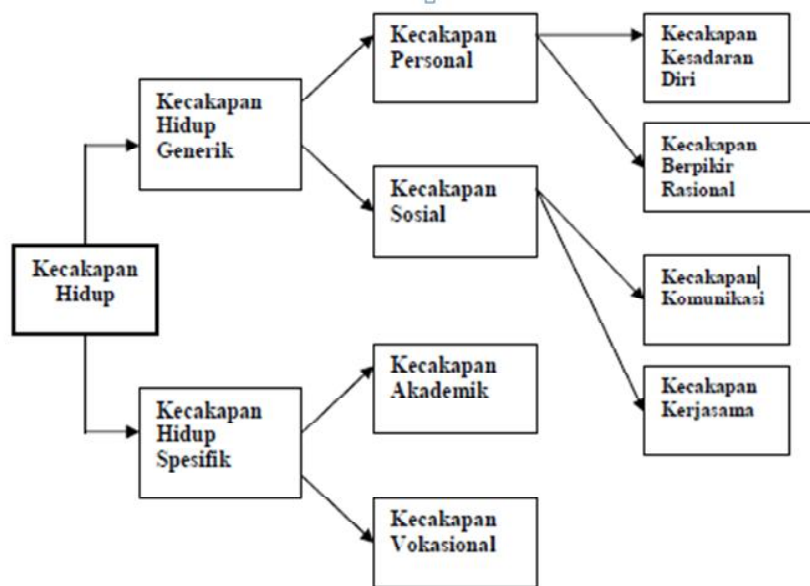 Kecakapan
Hidup
Kecakapan
Hidup
Generik
Kecakapan
Personal
Kecakapan
Kesadaran
Diri
Kecakapan
Berpikir
Rasional
Kecakapan
Sosial
Kecakapan
Komunikasi
Kecakapan
Kerjasama
Kecakapan
Hidup
Spesifik
Kecakapan
Akademik
Kecakapan
Vokasional